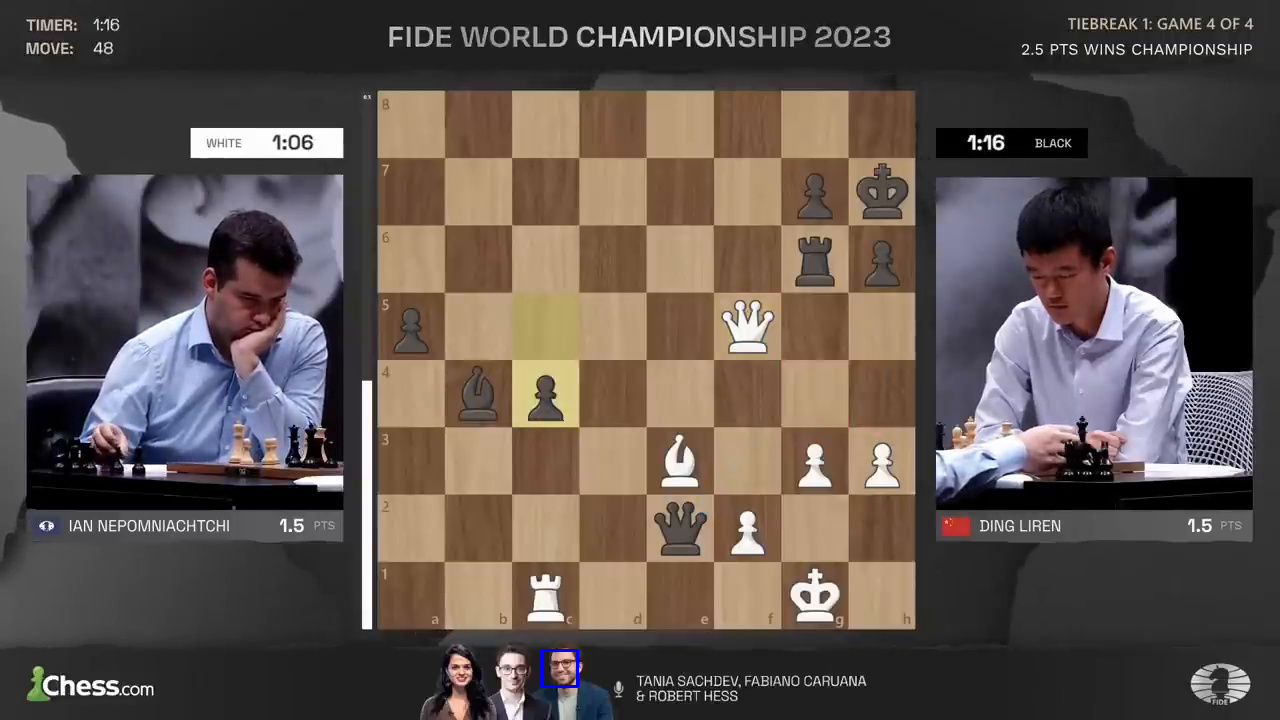 TIMER: 1:16
MOVE: 48
FIDE WORLD CHAMPIONSHIP 2023
TIEBREAK 1: GAME 4 OF 4
2.5 PTS WINS CHAMPIONSHIP
WHITE 1:06
1:16 BLACK
8
7
6
5
4
3
2
1
a b c d e f g h
IAN NEPOMNIACHTCHI 1.5 PTS
DING LIREN 1.5 PTS
Chess.com
TANIA SACHDEV, FABIANO CARUANA
& ROBERT HESS
FIDE